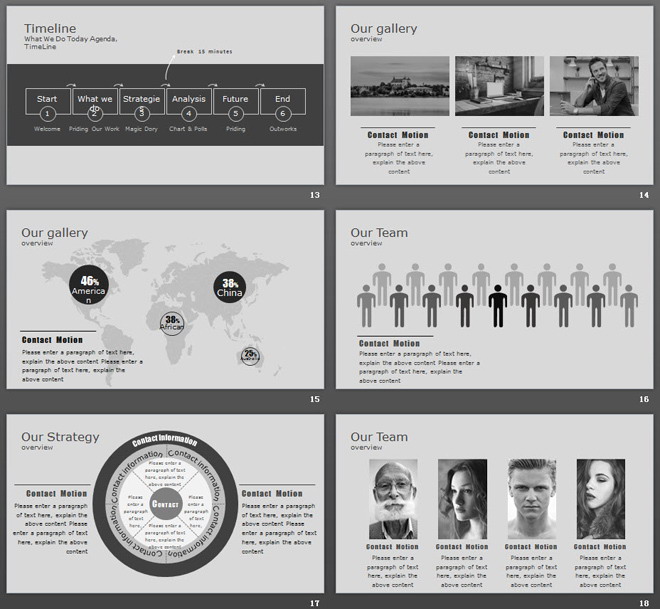 Timeline
What We Do Today Agenda.
TimeLine
Break 15 minutes
Start
What we
do
Strategie
s
Analysis
Future
End
1
2
3
4
5
6
Welcome
Priding Our Work
Magic Dory
Chart & Polls
Priding
Outworks
13
Our gallery
overview
Contact Motion
Please enter a
paragraph of text here,
explain the above
content
Contact Motion
Please enter a
paragraph of text here,
explain the above
content
Contact Motion
Please enter a
paragraph of text here,
explain the above
content
14
Our gallery
overview
46%
America
n
38%
China
38%
African
25%
Contact Motion
Please enter a paragraph of text here,
explain the above content Please enter a
paragraph of text here, explain the
above content
15
Our Team
overview
Contact Motion
Please enter a paragraph of text here,
explain the above content Please enter a
paragraph of text here, explain the
above content
16
Our Strategy
overview
Contact Motion
Please enter a paragraph
of text here, explain the
above content Please
enter a paragraph of text
here, explain the above
content
Contact Information
Contact Information
Contact Information
Contact Information
Contact Information
Please enter a
paragraph of text
here, explain the
above content
Please
enter a
paragraph
of text
here,
CONTACT
Please
enter a
paragraph
of text
here,
Please enter a
paragraph of text
here, explain the
above content
Contact Motion
Please enter a paragraph
of text here, explain the
above content Please
enter a paragraph of text
here, explain the above
content
17
Our Team
overview
Contact Motion
Please enter a
paragraph of text
here, explain the
above content
Contact Motion
Please enter a
paragraph of text
here, explain the
above content
Contact Motion
Please enter a
paragraph of text
here, explain the
above content
Contact Motion
Please enter a
paragraph of text
here, explain the
above content
18